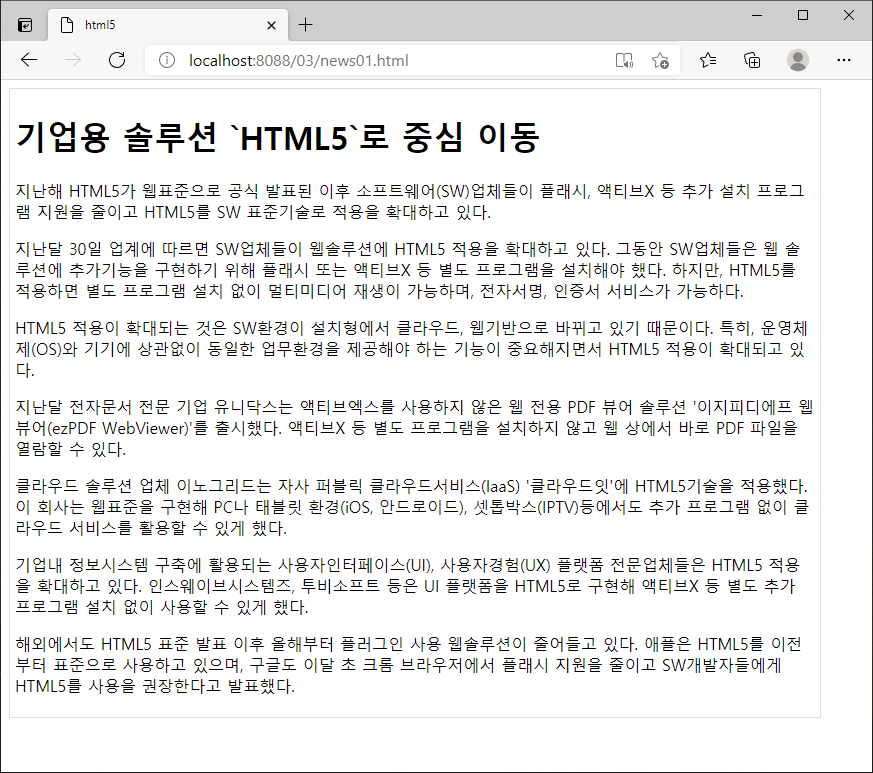 html5
localhost:8088/03/news01.html
기업용 솔루션 `HTML5`로 중심 이동
지난해 HTML5가 웹표준으로 공식 발표된 이후 소프트웨어(SW)업체들이 플래시, 액티브X 등 추가 설치 프로그
램 지원을 줄이고 HTML5를 SW 표준기술로 적용을 확대하고 있다.
지난달 30일 업계에 따르면 SW업체들이 웹솔루션에 HTML5 적용을 확대하고 있다. 그동안 SW업체들은 웹 솔
루션에 추가기능을 구현하기 위해 플래시 또는 액티브X 등 별도 프로그램을 설치해야 했다. 하지만, HTML5를
적용하면 별도 프로그램 설치 없이 멀티미디어 재생이 가능하며, 전자서명, 인증서 서비스가 가능하다.
HTML5 적용이 확대되는 것은 SW환경이 설치형에서 클라우드, 웹기반으로 바뀌고 있기 때문이다. 특히, 운영체
제(OS)와 기기에 상관없이 동일한 업무환경을 제공해야 하는 기능이 중요해지면서 HTML5 적용이 확대되고 있
다.
지난달 전자문서 전문 기업 유니닥스는 액티브엑스를 사용하지 않은 웹 전용 PDF 뷰어 솔루션 '이지피디에프 웹
뷰어(ezPDF WebViewer)'를 출시했다. 액티브X 등 별도 프로그램을 설치하지 않고 웹 상에서 바로 PDF 파일을
열람할 수 있다.
클라우드 솔루션 업체 이노그리드는 자사 퍼블릭 클라우드서비스(IaaS) '클라우드잇'에 HTML5기술을 적용했다.
이 회사는 웹표준을 구현해 PC나 태블릿 환경(iOS, 안드로이드), 셋톱박스(IPTV)등에서도 추가 프로그램 없이 클
라우드 서비스를 활용할 수 있게 했다.
기업내 정보시스템 구축에 활용되는 사용자인터페이스(UI), 사용자경험(UX) 플랫폼 전문업체들은 HTML5 적용
을 확대하고 있다. 인스웨이브시스템즈, 투비소프트 등은 UI 플랫폼을 HTML5로 구현해 액티브X 등 별도 추가
프로그램 설치 없이 사용할 수 있게 했다.
해외에서도 HTML5 표준 발표 이후 올해부터 플러그인 사용 웹솔루션이 줄어들고 있다. 애플은 HTML5를 이전
부터 표준으로 사용하고 있으며, 구글도 이달 초 크롬 브라우저에서 플래시 지원을 줄이고 SW개발자들에게
HTML5를 사용을 권장한다고 발표했다.